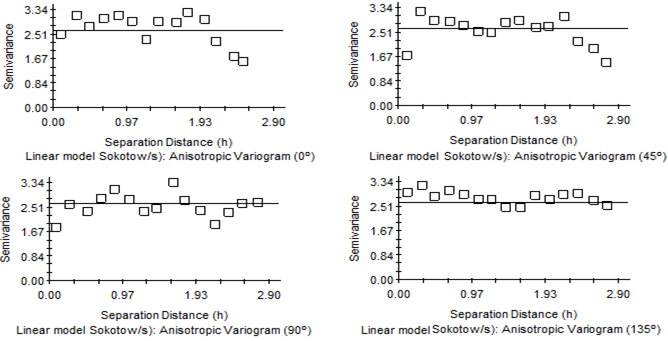 3.34
2.51
1.67
0.84
0.00
Semivariance
0.00 0.97 1.93 2.90
Separation Distance (h)
Linear model Sokotow/s): Anisotropic Variogram (0º)
3.34
2.51
1.67
0.84
0.00
Semivariance
0.00 0.97 1.93 2.90
Separation Distance (h)
Linear model Sokotow/s): Anisotropic Variogram (45º)
3.34
2.51
1.67
0.84
0.00
Semivariance
0.00 0.97 1.93 2.90
Separation Distance (h)
Linear model Sokotow/s): Anisotropic Variogram (90º)
3.34
2.51
1.67
0.84
0.00
Semivariance
0.00 0.97 1.93 2.90
Separation Distance (h)
Linear model Sokotow/s): Anisotropic Variogram (135º)